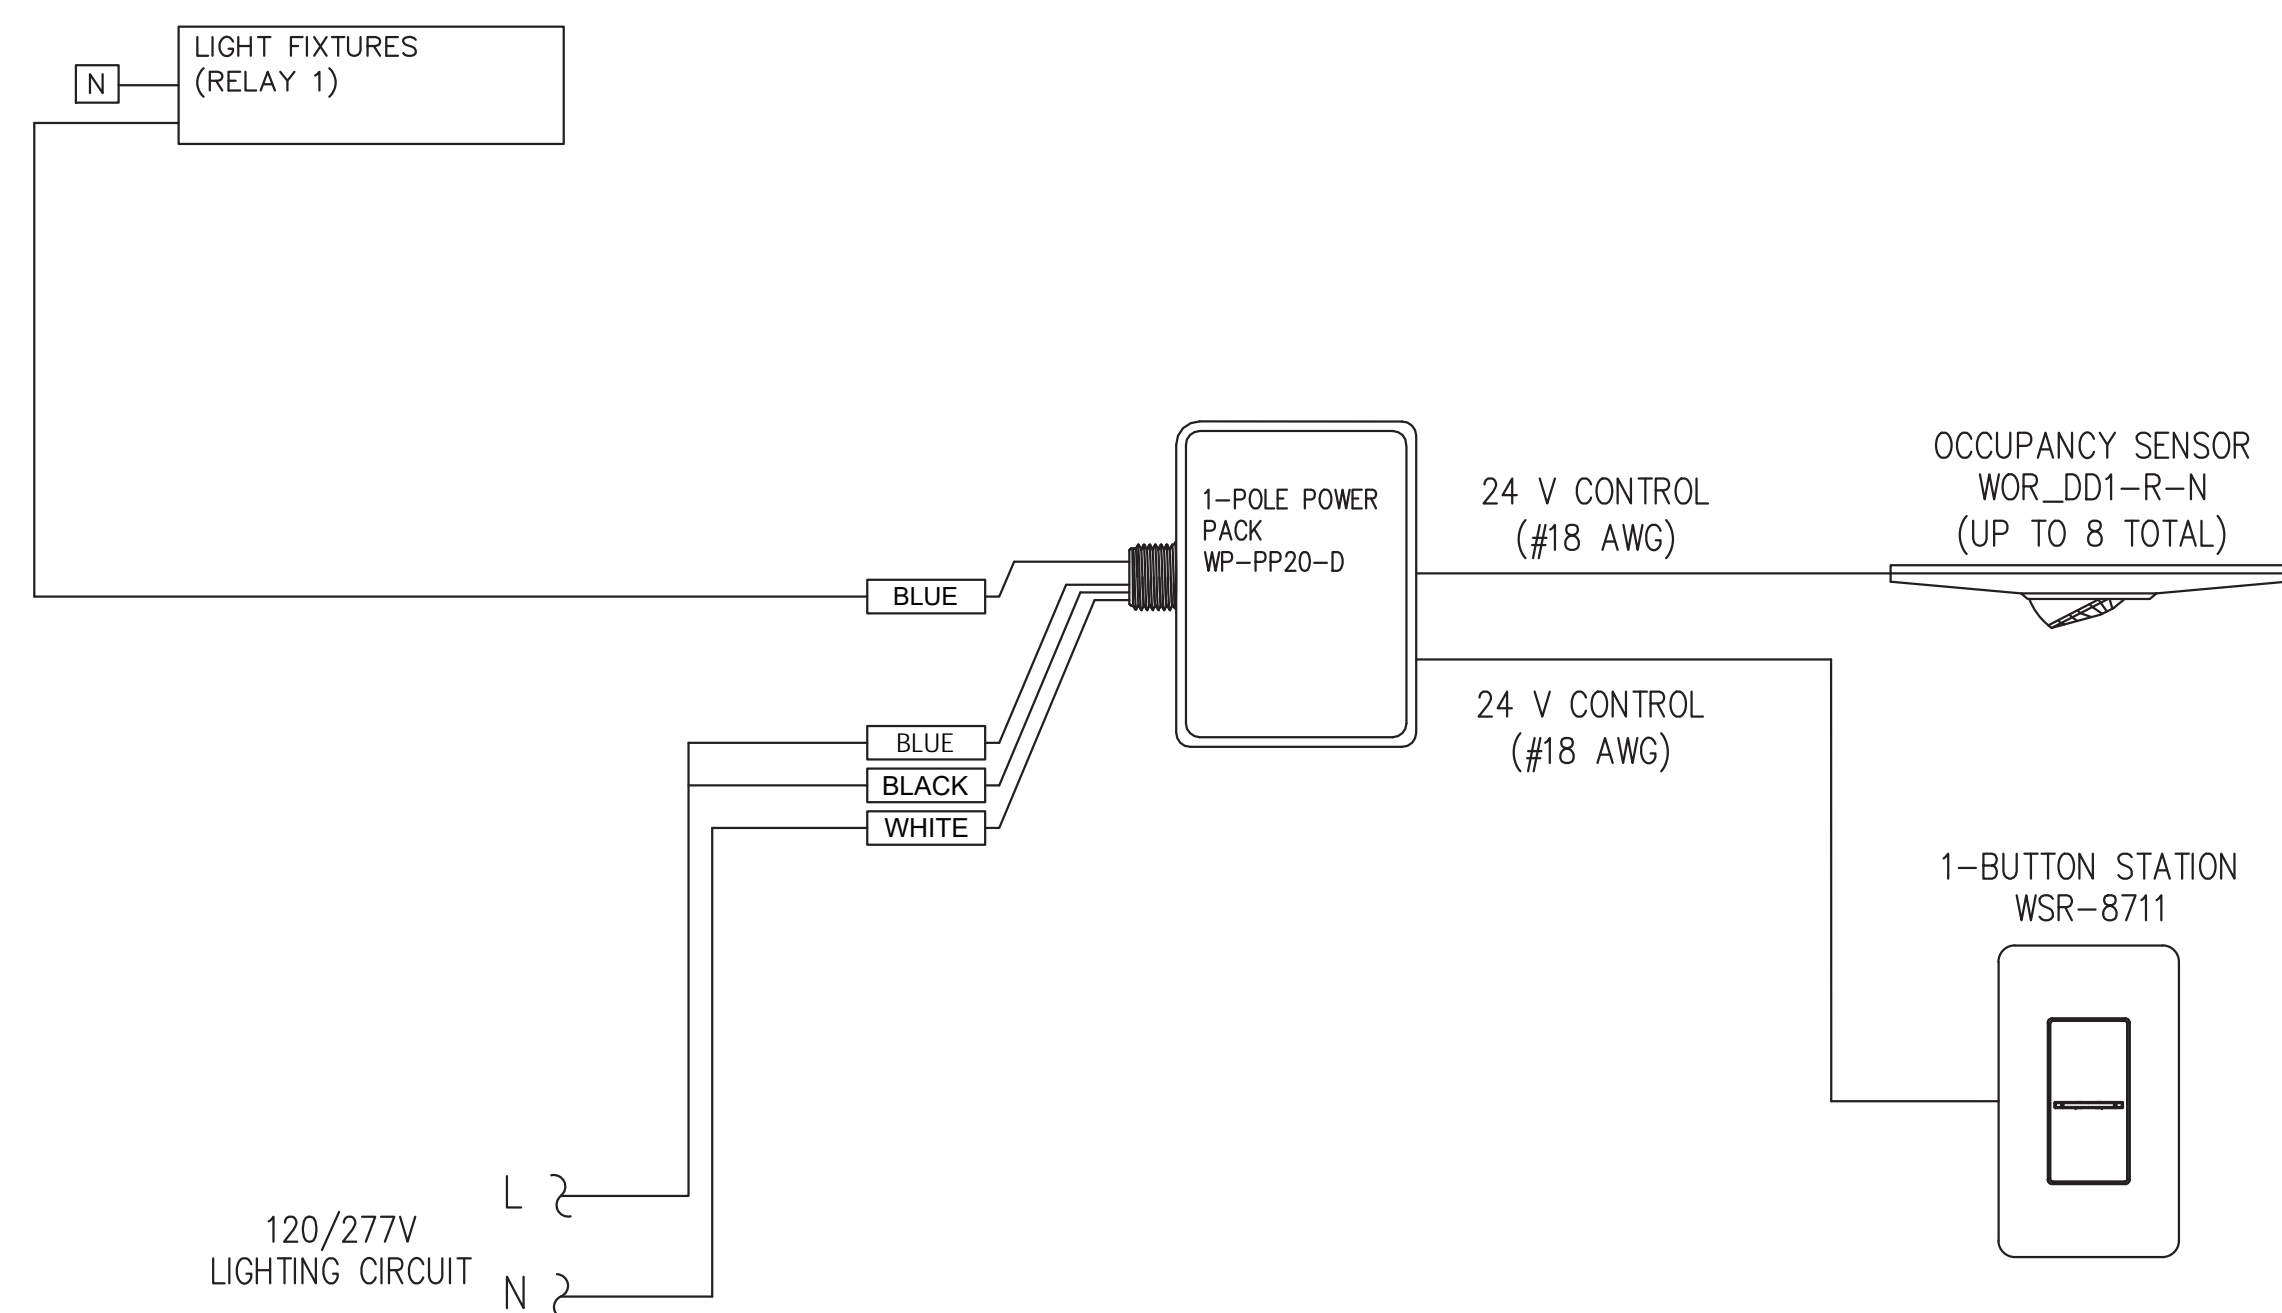 LIGHT FIXTURES
(RELAY 1)
N
1-POLE POWER
PACK
WP-PP20-D
24 V CONTROL
(#18 AWG)
OCCUPANCY SENSOR
WOR_DD1-R-N
(UP TO 8 TOTAL)
BLUE
24 V CONTROL
(#18 AWG)
BLUE
BLACK
WHITE
1-BUTTON STATION
WSR-8711
L
120/277V
LIGHTING CIRCUIT
N